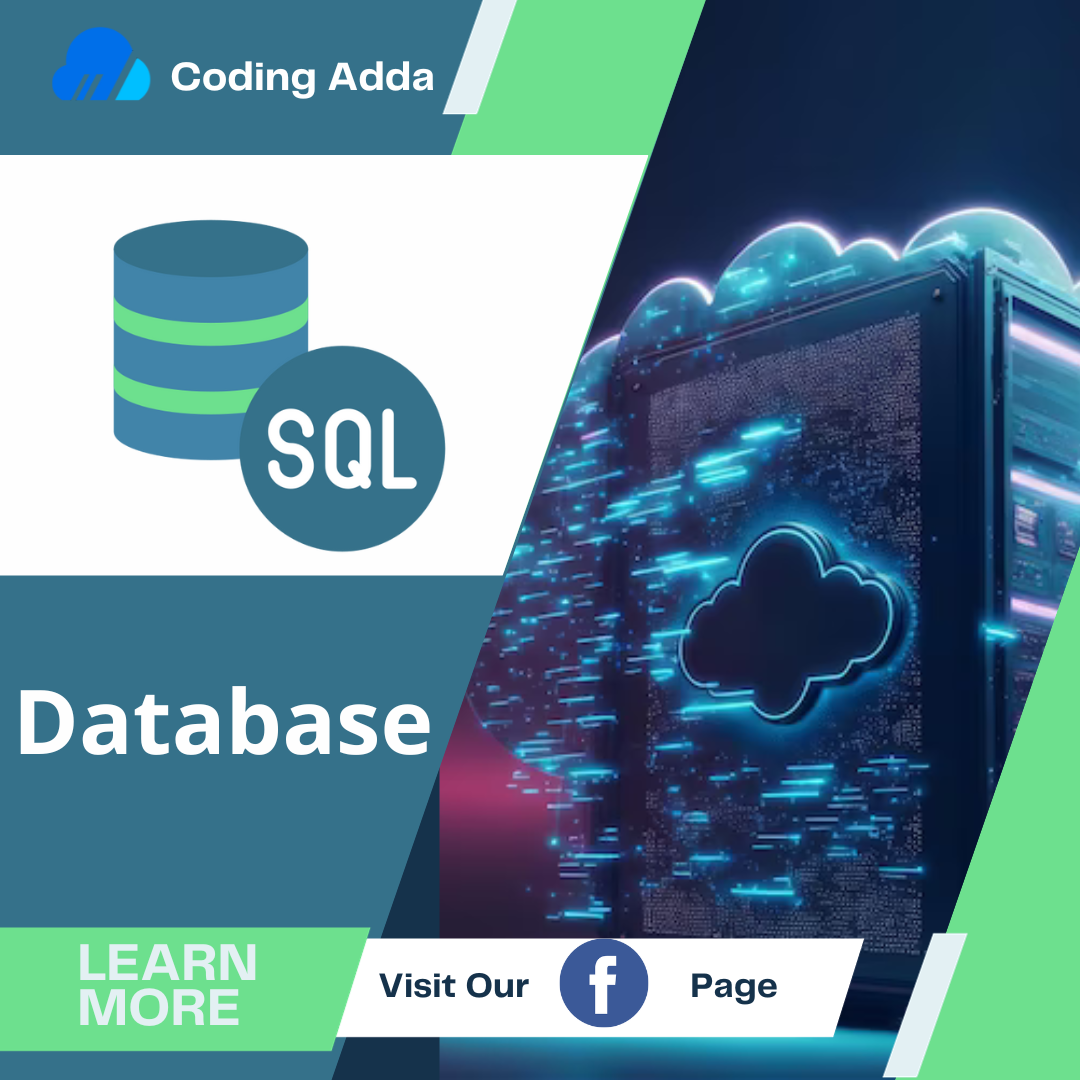 Coding Adda
SQL
Database
LEARN
MORE
Visit Our f Page